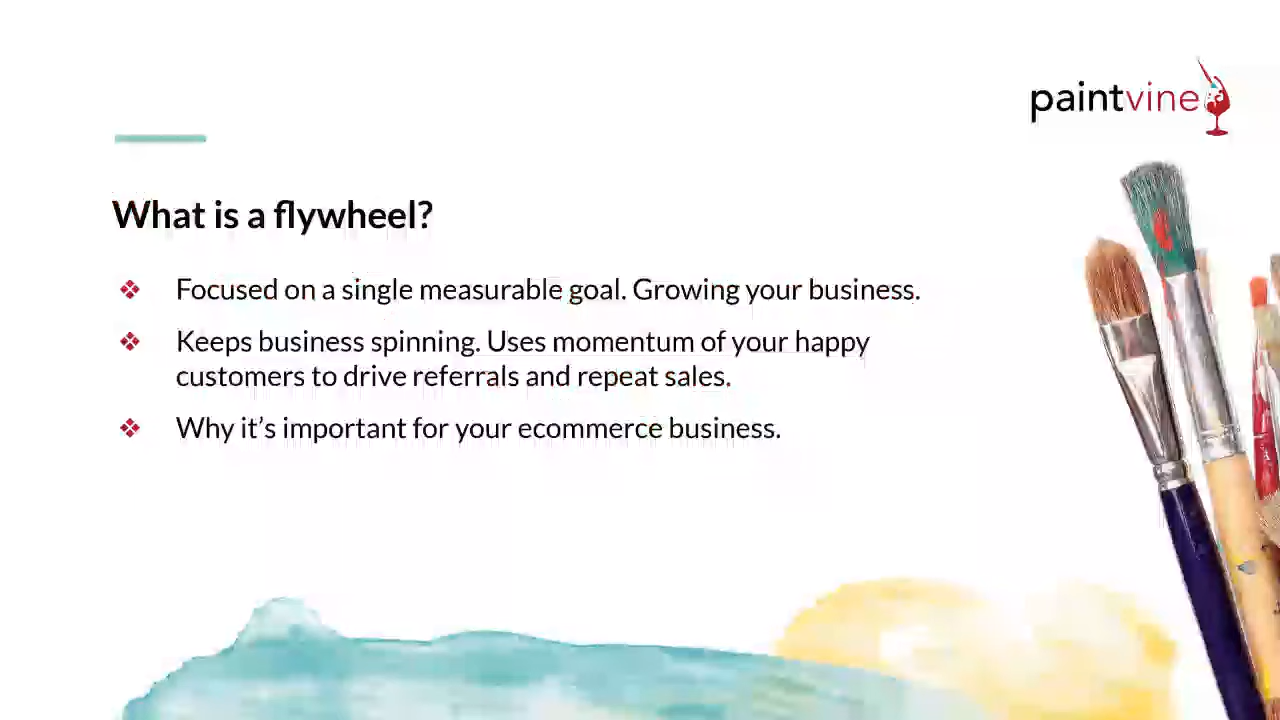 paintvine
What is a flywheel?
Focused on a single measurable goal. Growing your business.
Keeps business spinning. Uses momentum of your happy
customers to drive referrals and repeat sales.
Why it’s important for your ecommerce business.